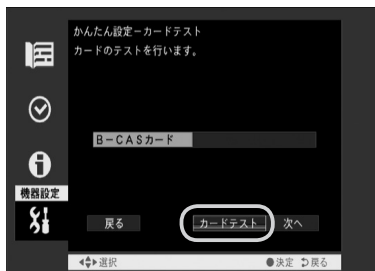 かんたん設定−カードテスト
カードのテストを行います。
B−CASカード
機器設定
戻る カードテスト 次へ
選択 ●決定 戻る